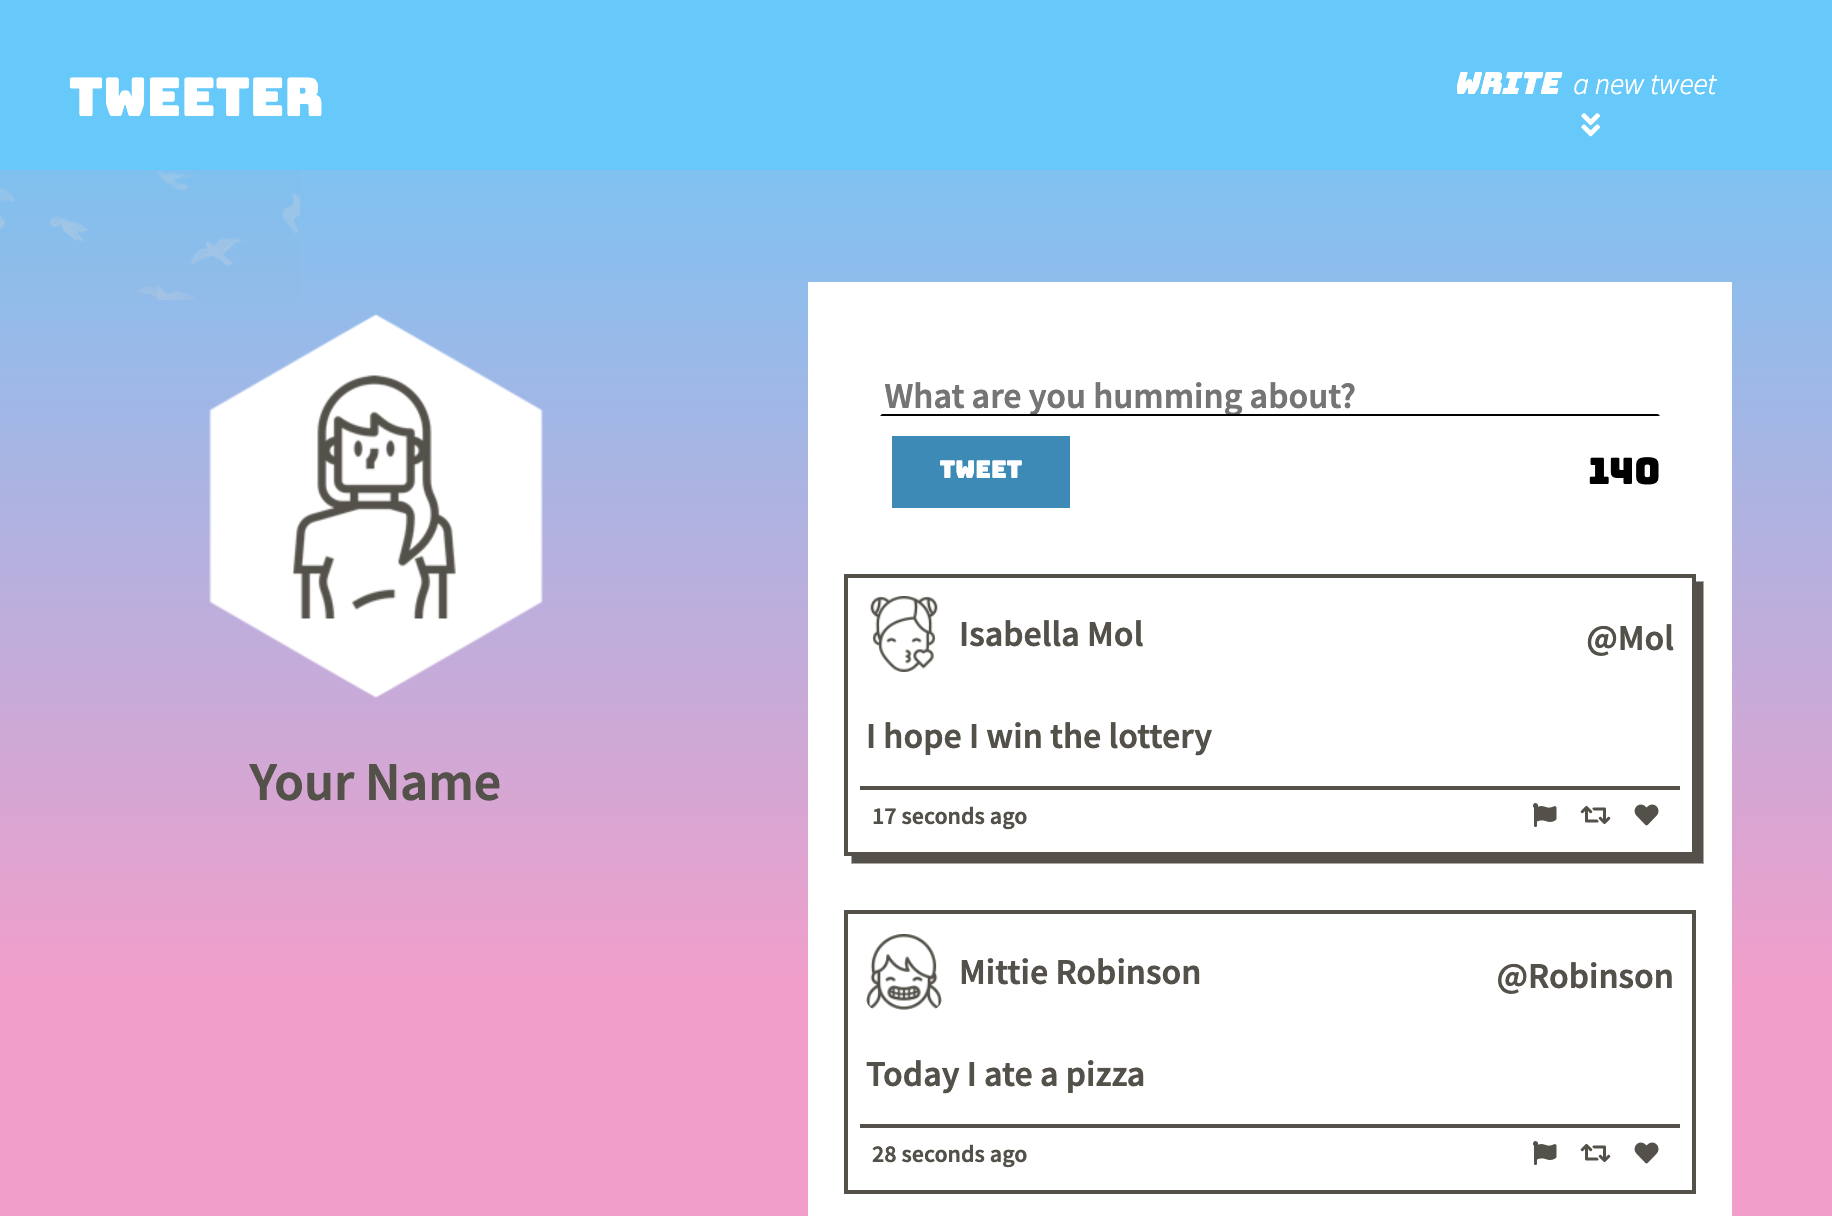 TWEETER
WRITE a new tweet
What are you humming about?
TWEET
140
Isabella Mol
@Mol
I hope I win the lottery
17 seconds ago
Your Name
Mittie Robinson
@Robinson
Today I ate a pizza
28 seconds ago